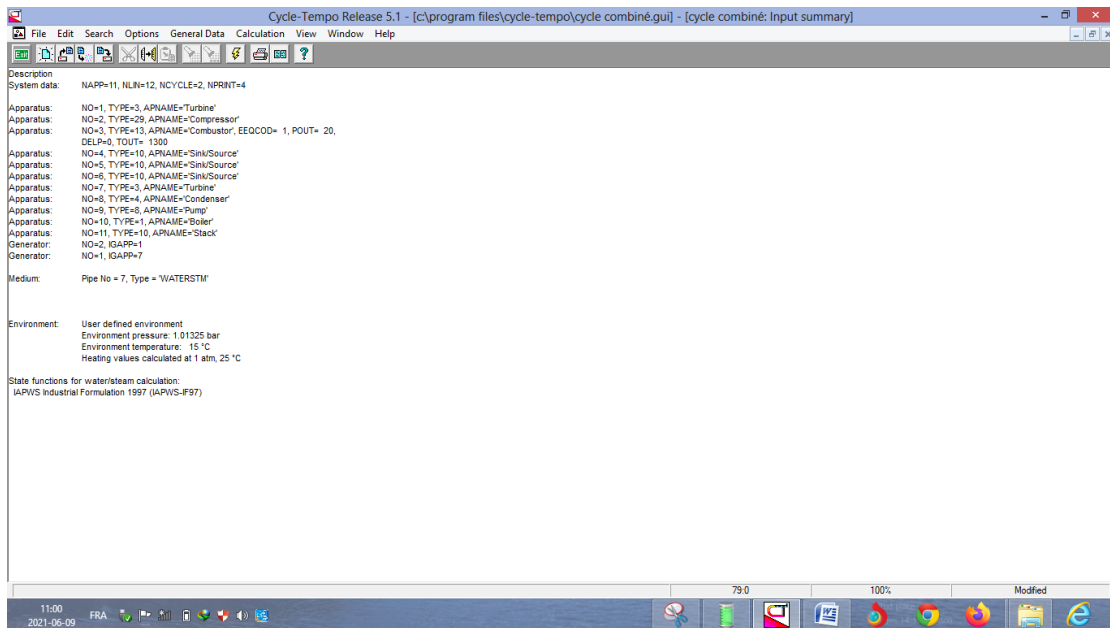 Cycle-Tempo Release 5.1 - [c:\program files\cycle-tempo\cycle combiné.gui] - [cycle combiné: Input summary]
File Edit Search Options General Data Calculation View Window Help
Description
System data: NAPP=11, NLIN=12, NCYCLE=2, NPRINT=4
Apparatus: NO=1, TYPE=3, APNAME='Turbine'
Apparatus: NO=2, TYPE=29, APNAME='Compressor'
Apparatus: NO=3, TYPE=13, APNAME='Combustor', EEQCOD= 1, POUT= 20,
DELP=0, TOUT= 1300
Apparatus: NO=4, TYPE=10, APNAME='Sink/Source'
Apparatus: NO=5, TYPE=10, APNAME='Sink/Source'
Apparatus: NO=6, TYPE=10, APNAME='Sink/Source'
Apparatus: NO=7, TYPE=3, APNAME='Turbine'
Apparatus: NO=8, TYPE=4, APNAME='Condenser'
Apparatus: NO=9, TYPE=8, APNAME='Pump'
Apparatus: NO=10, TYPE=1, APNAME='Boiler'
Apparatus: NO=11, TYPE=10, APNAME='Stack'
Generator: NO=2, IGAPP=1
Generator: NO=1, IGAPP=7
Medium: Pipe No = 7, Type = 'WATERSTM'
Environment: User defined environment
Environment pressure: 1.01325 bar
Environment temperature: 15 °C
Heating values calculated at 1 atm, 25 °C
State functions for water/steam calculation:
IAPWS Industrial Formulation 1997 (IAPWS-IF97)
79:0 100% Modified
11:00 FRA
2021-06-09